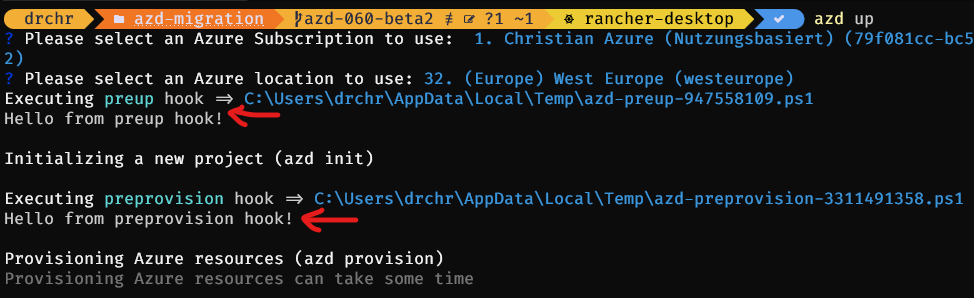 drchr azd-migration azd-060-beta2 ≢ ?1 ~1 rancher-desktop ✓ azd up
? Please select an Azure Subscription to use:  1. Christian Azure (Nutzungsbasiert) (79f081cc-bc5
2)
? Please select an Azure location to use: 32. (Europe) West Europe (westeurope)
Executing preup hook => C:\Users\drchr\AppData\Local\Temp\azd-preup-947558109.ps1
Hello from preup hook!
Initializing a new project (azd init)
Executing preprovision hook => C:\Users\drchr\AppData\Local\Temp\azd-preprovision-3311491358.ps1
Hello from preprovision hook!
Provisioning Azure resources (azd provision)
Provisioning Azure resources can take some time